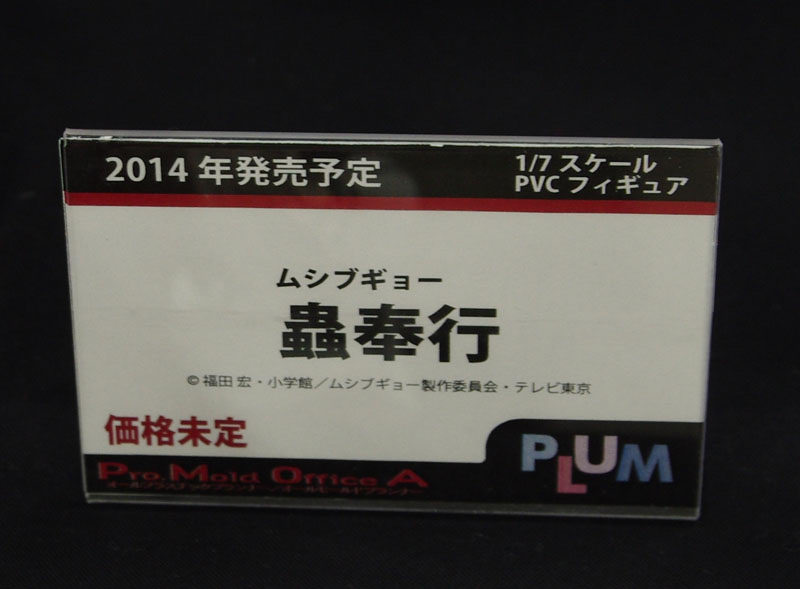 2014 年発売予定
1/7 スケール
PVC フィギュア
ムシブギョー
蟲奉行
© 福田 宏・小学館／ムシブギョー製作委員会・テレビ東京
価格未定
Pro. Mold Office A
PLUM